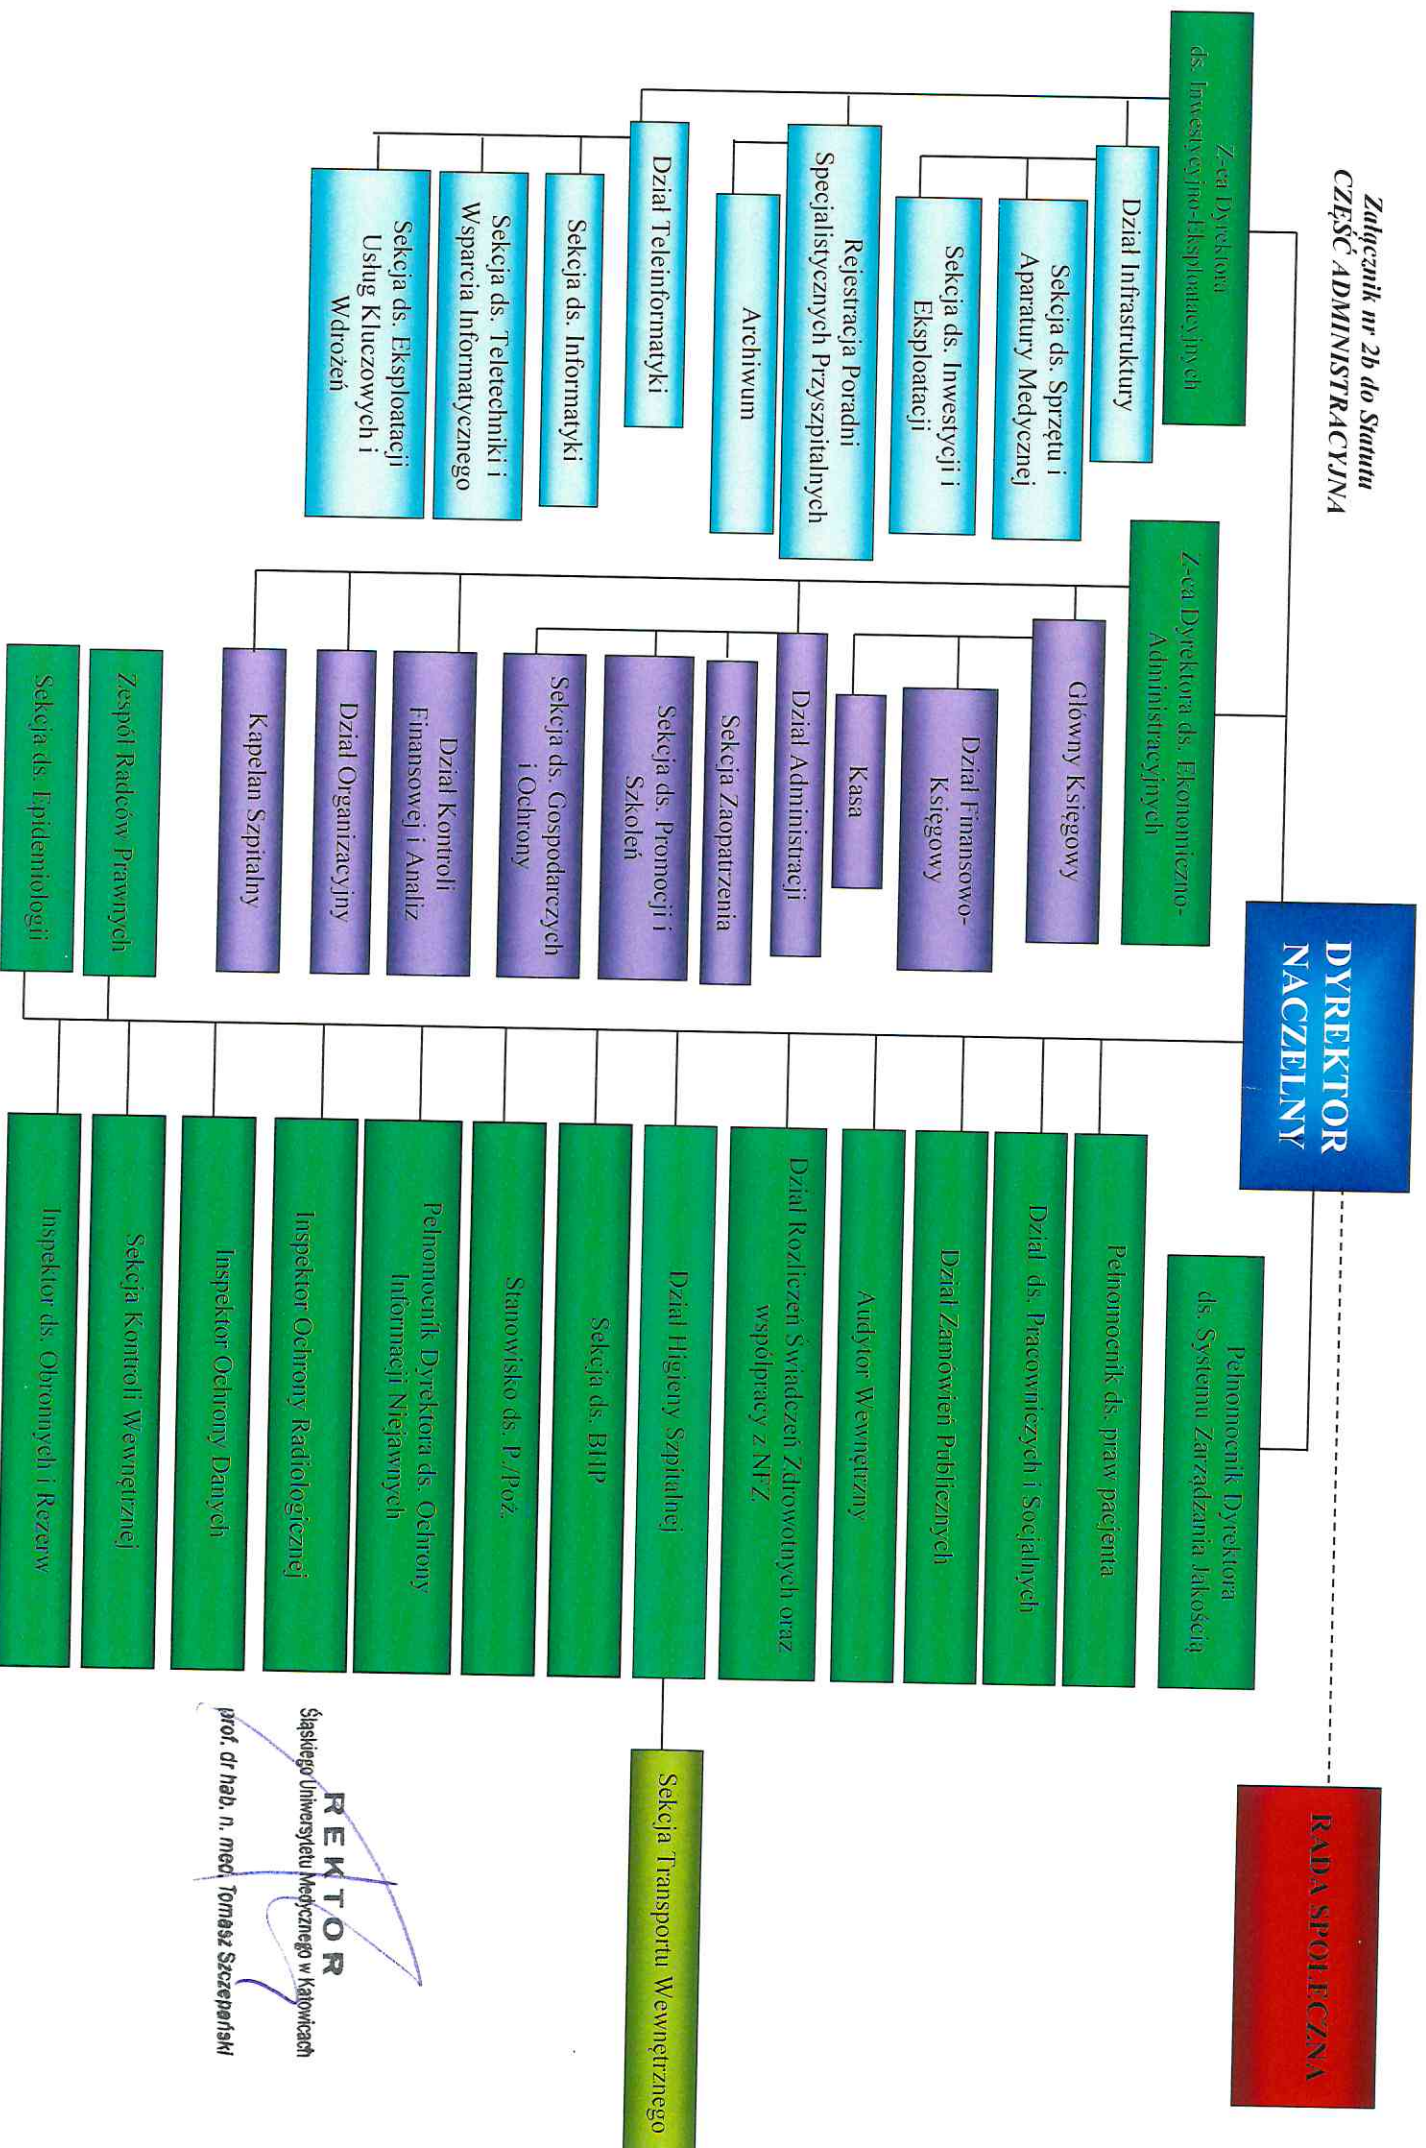 Załącznik nr 2b do Statutu
CZĘŚĆ ADMINISTRACYJNA
DYREKTOR
NACZELNY
RADA SPOŁECZNA
Z-ca Dyrektora
ds. Inwestycyjno-Eksploatacyjnych
Dział Infrastruktury
Sekcja ds. Sprzętu i
Aparatury Medycznej
Sekcja ds. Inwestycji i
Eksploatacji
Rejestracja Poradni
Specjalistycznych Przyszpitalnych
Archiwum
Dział Teleinformatyki
Sekcja ds. Informatyki
Sekcja ds. Teletechniki i
Wsparcia Informatycznego
Sekcja ds. Eksploatacji
Usług Kluczowych i
Wdrożeń
Z-ca Dyrektora ds. Ekonomiczno-
Administracyjnych
Główny Księgowy
Dział Finansowo-
Księgowy
Kasa
Dział Administracji
Sekcja Zaopatrzenia
Sekcja ds. Promocji i
Szkoleń
Sekcja ds. Gospodarczych
i Ochrony
Dział Kontroli
Finansowej i Analiz
Dział Organizacyjny
Kapelan Szpitalny
Zespół Radców Prawnych
Sekcja ds. Epidemiologii
Pełnomocnik Dyrektora
ds. Systemu Zarządzania Jakością
Pełnomocnik ds. praw pacjenta
Dział ds. Pracowniczych i Socjalnych
Dział Zamówień Publicznych
Audytor Wewnętrzny
Dział Rozliczeń Świadczeń Zdrowotnych oraz
współpracy z NFZ.
Dział Higieny Szpitalnej
Sekcja Transportu Wewnętrznego
Sekcja ds. BHP
Stanowisko ds. P./Poż.
Pełnomocnik Dyrektora ds. Ochrony
Informacji Niejawnych
Inspektor Ochrony Radiologicznej
Inspektor Ochrony Danych
Sekcja Kontroli Wewnętrznej
Inspektor ds. Obronnych i Rezerw
REKTOR
Śląskiego Uniwersytetu Medycznego w Katowicach
prof. dr hab. n. med. Tomasz Szczepański